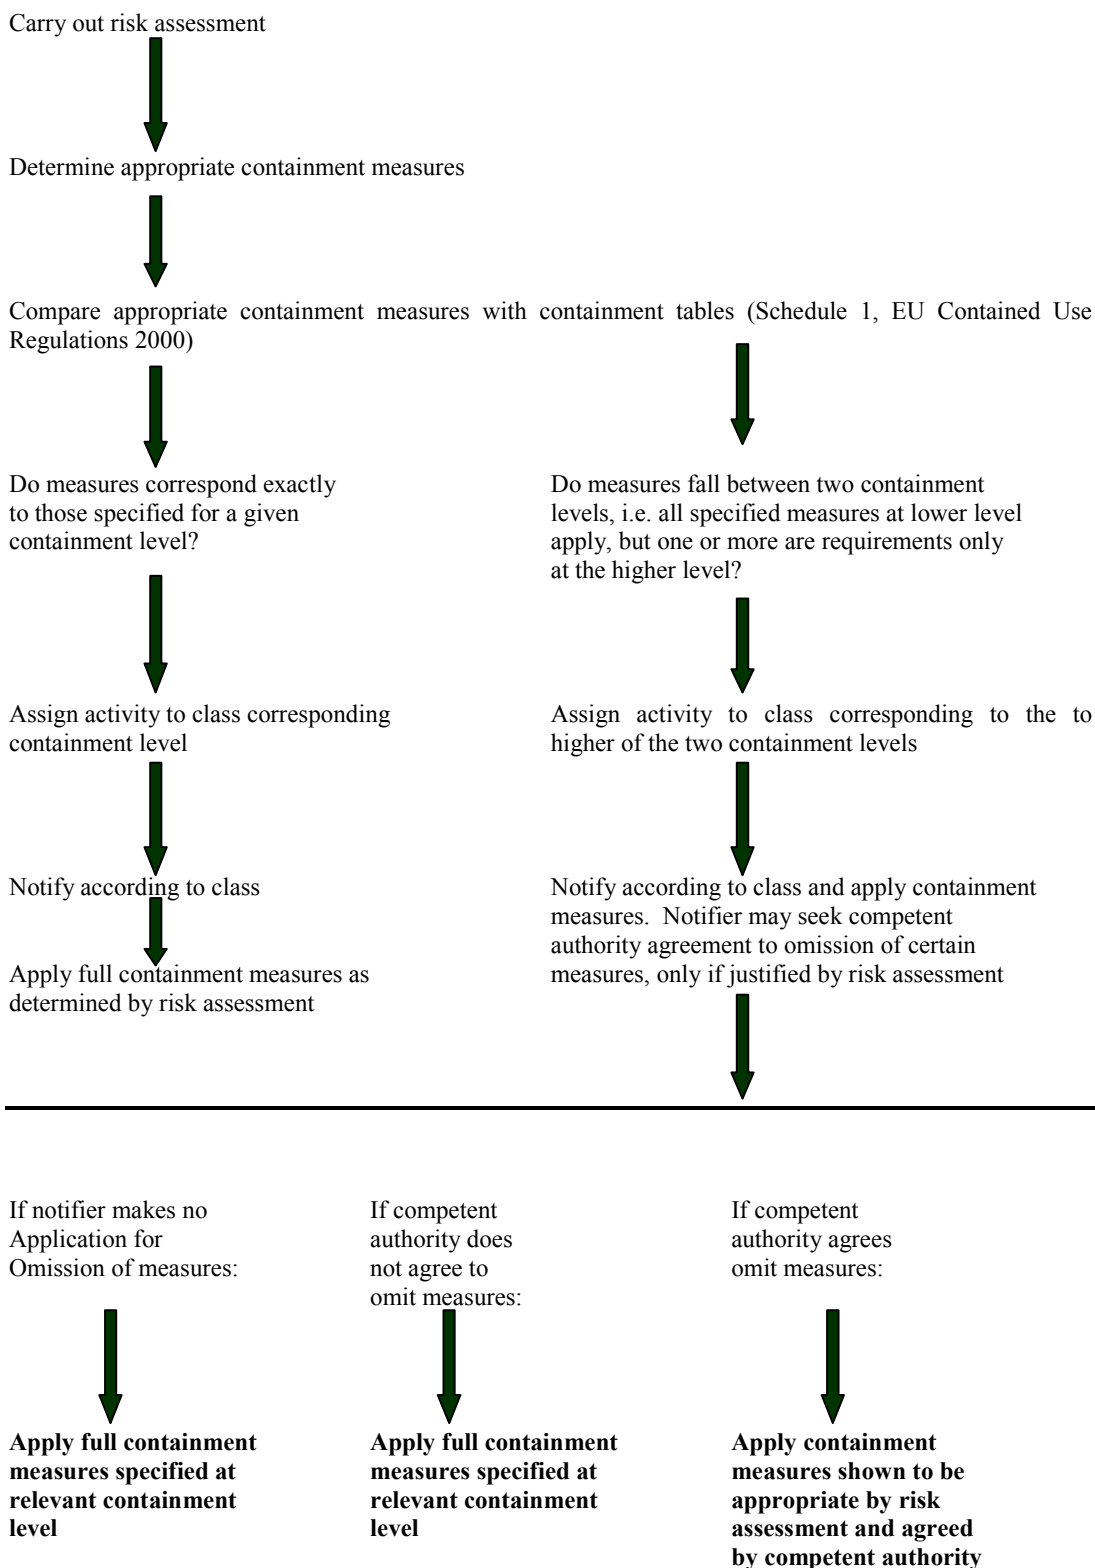 Carry out risk assessment
Determine appropriate containment measures
Compare appropriate containment measures with containment tables (Schedule 1, EU Contained Use
Regulations 2000)
Do measures correspond exactly
to those specified for a given
containment level?
Do measures fall between two containment
levels, i.e. all specified measures at lower level
apply, but one or more are requirements only
at the higher level?
Assign activity to class corresponding
containment level
Assign activity to class corresponding to the to
higher of the two containment levels
Notify according to class
Apply full containment measures as
determined by risk assessment
Notify according to class and apply containment
measures. Notifier may seek competent
authority agreement to omission of certain
measures, only if justified by risk assessment
If notifier makes no
Application for
Omission of measures:
If competent
authority does
not agree to
omit measures:
If competent
authority agrees
omit measures:
Apply full containment
measures specified at
relevant containment
level
Apply full containment
measures specified at
relevant containment
level
Apply containment
measures shown to be
appropriate by risk
assessment and agreed
by competent authority